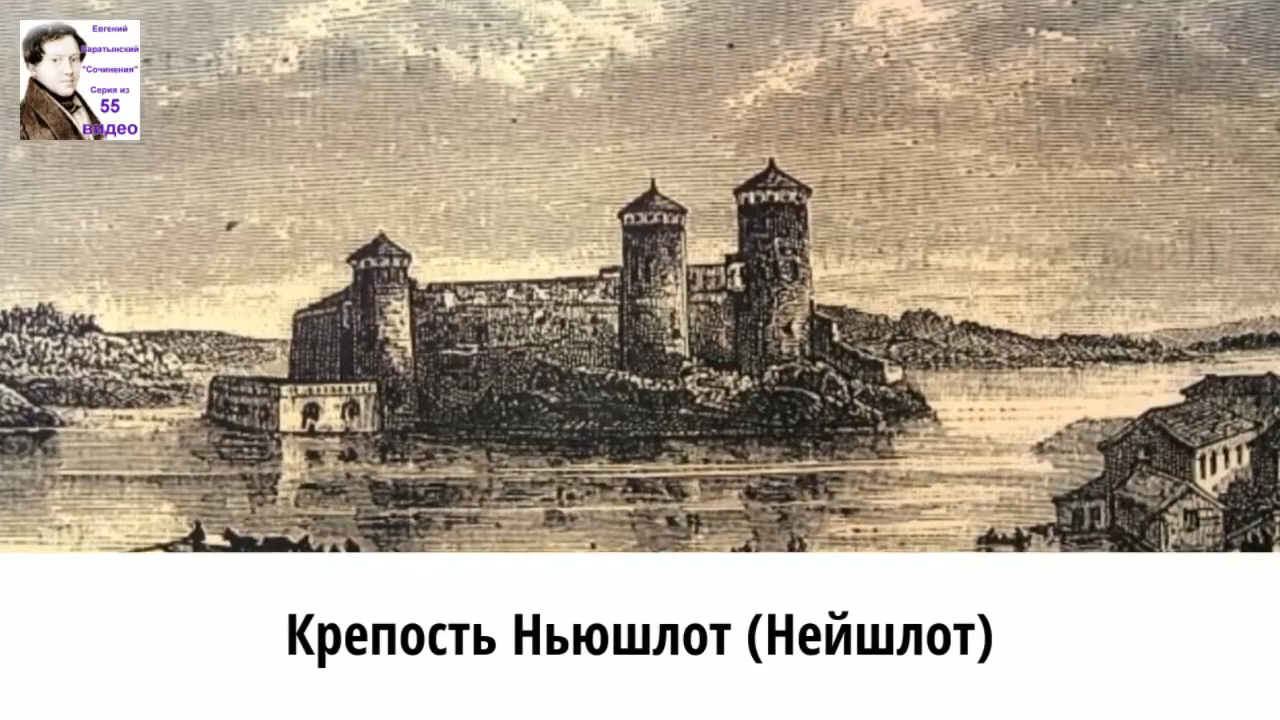 Евгений
Баратынский
"Сочинения"
Серия из
55
видео
Крепость Ньюшлот (Нейшлот)